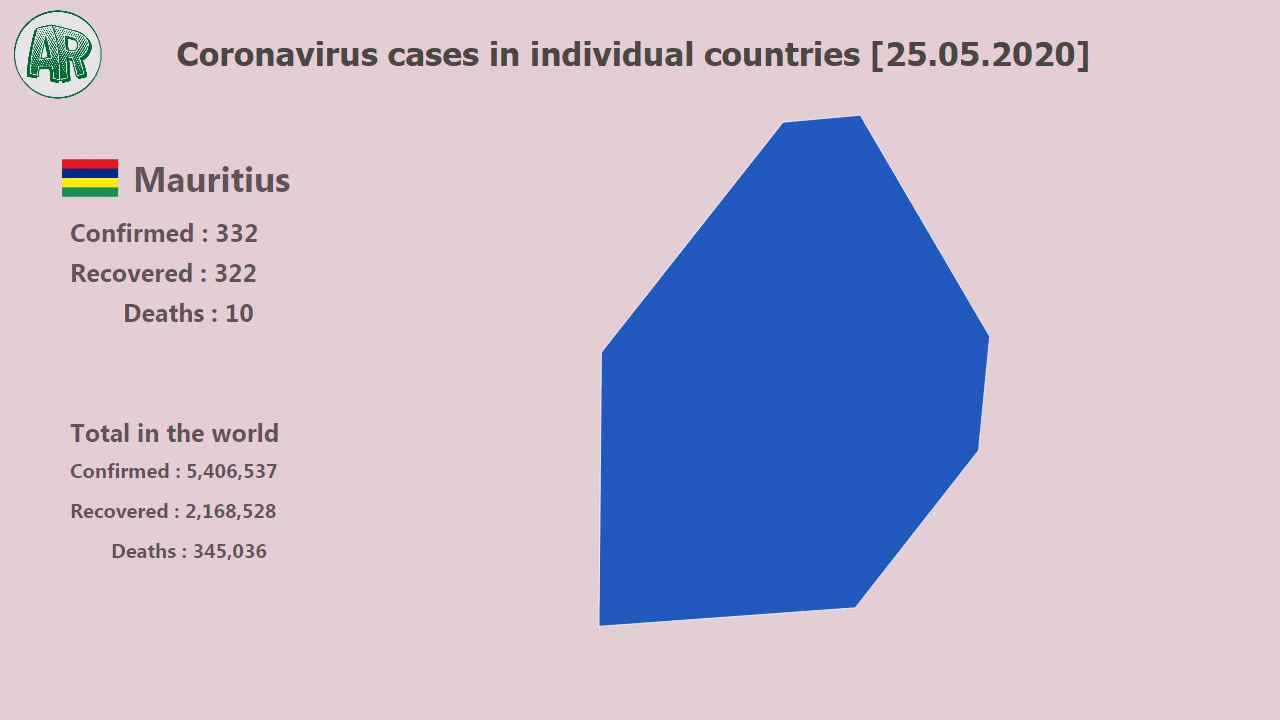 AR
Coronavirus cases in individual countries [25.05.2020]
Mauritius
Confirmed : 332
Recovered : 322
Deaths : 10
Total in the world
Confirmed : 5,406,537
Recovered : 2,168,528
Deaths : 345,036